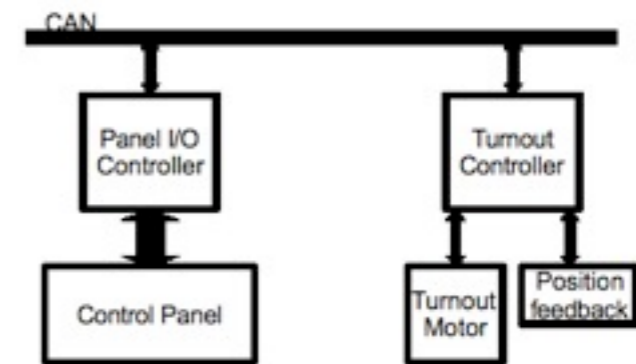 CAN
Panel I/O
Controller
Turnout
Controller
Control Panel
Turnout
Motor
Position
feedback